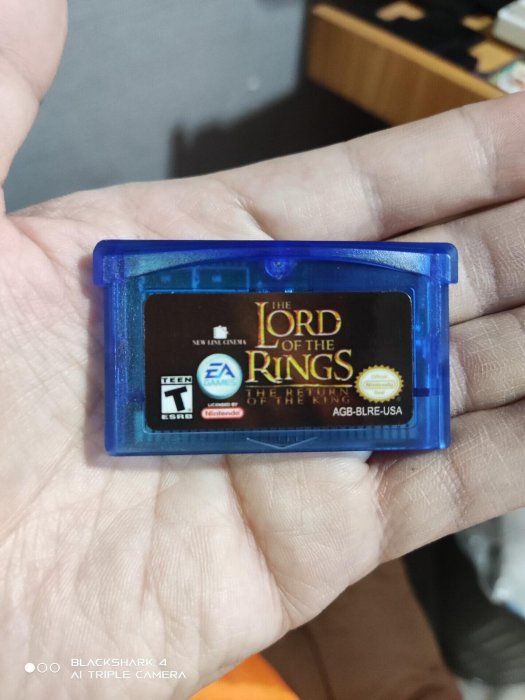 THE
LORD
OF THE
RINGS
THE RETURN
OF THE KING
NEW LINE CINEMA
EA
GAMES
TEEN
T
ESRB
LICENSED BY
Nintendo
Nintendo
AGB-BLRE-USA
BLACKSHARK 4
AI TRIPLE CAMERA